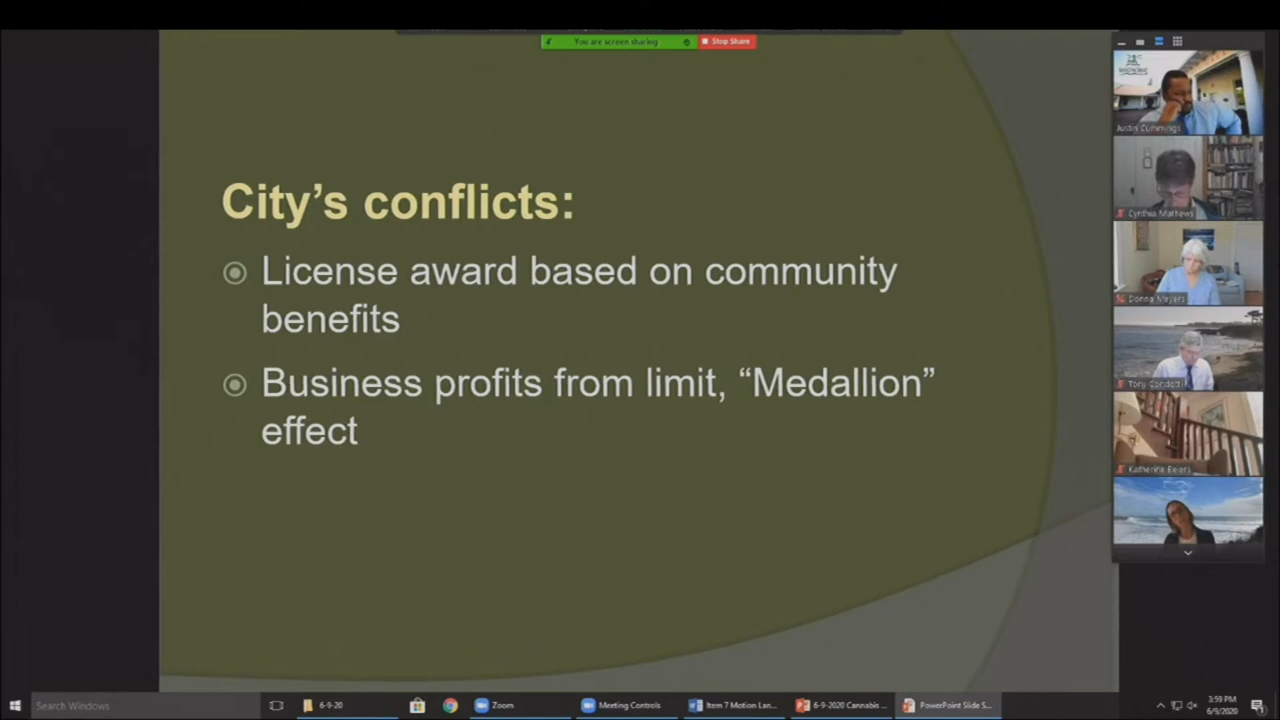 You are screen sharing
Stop Share
City's conflicts:
License award based on community
benefits
Business profits from limit, “Medallion”
effect
Justin Cummings
Cynthia Mathews
Donna Meyers
Tony Condotti
Katherine Beiers
Search Windows
6-9-20
Zoom
Meeting Controls
Item 7 Motion Lan...
6-9-2020 Cannabis ...
PowerPoint Slide S...
3:59 PM
6/9/2020